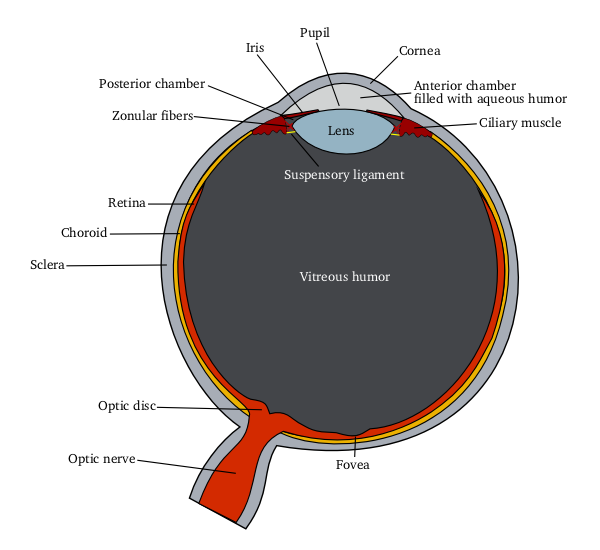 Pupil
Iris
Cornea
Posterior chamber
Anterior chamber
filled with aqueous humor
Zonular fibers
Ciliary muscle
Lens
Suspensory ligament
Retina
Choroid
Sclera
Vitreous humor
Optic disc
Optic nerve
Fovea